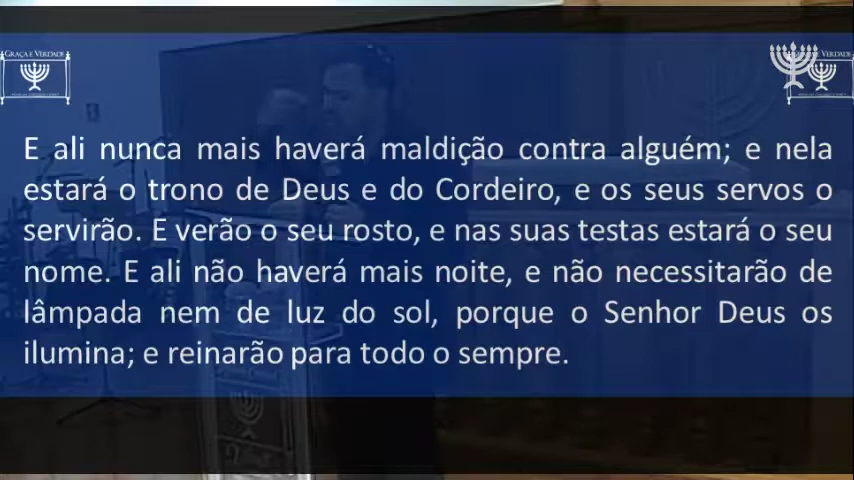 GRAÇA E VERDADE
E ali nunca mais haverá maldição contra alguém; e nela
estará o trono de Deus e do Cordeiro, e os seus servos o
servirão. E verão o seu rosto, e nas suas testas estará o seu
nome. E ali não haverá mais noite, e não necessitarão de
lâmpada nem de luz do sol, porque o Senhor Deus os
ilumina; e reinarão para todo o sempre.